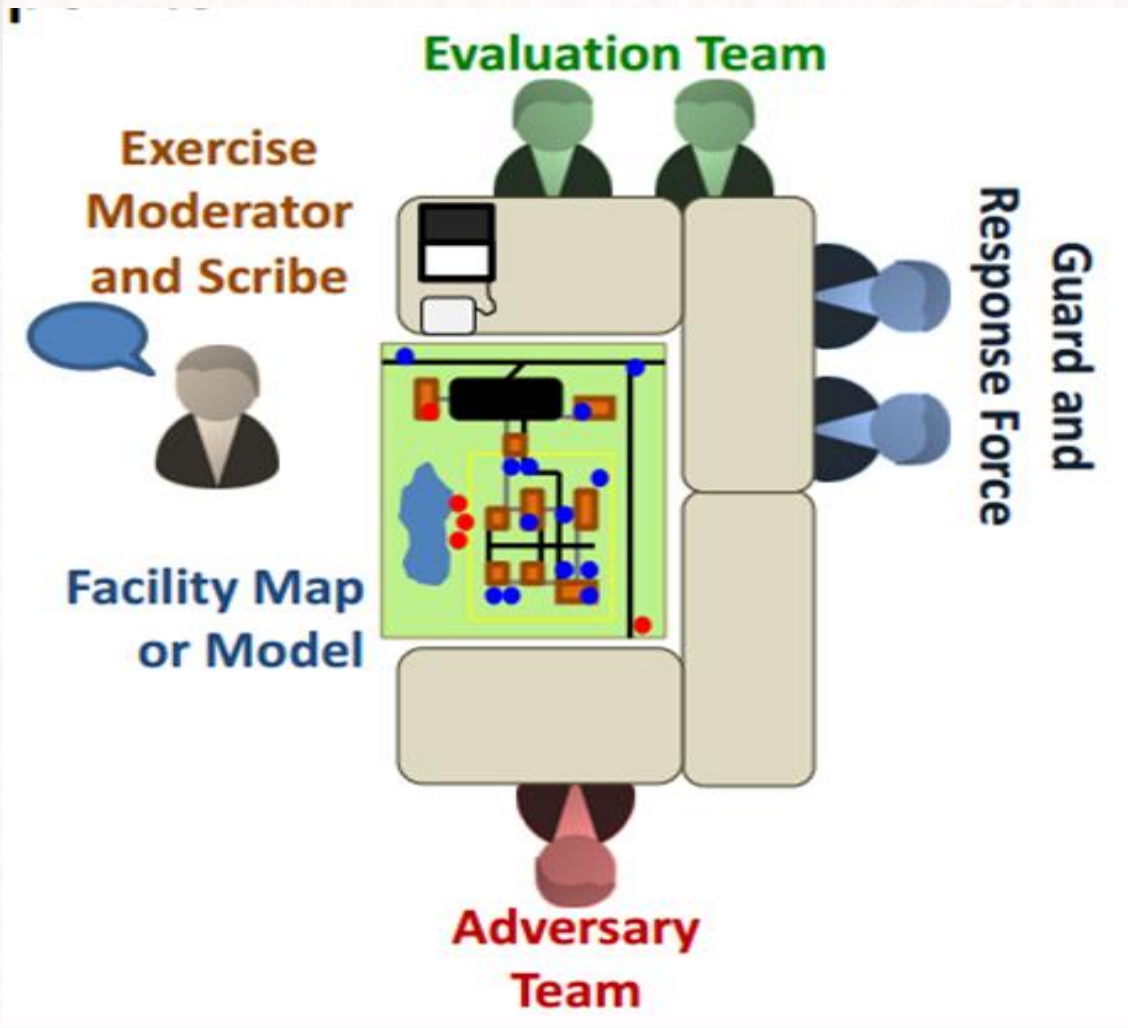 Evaluation Team
Exercise
Moderator
and Scribe
Guard and
Response Force
Facility Map
or Model
Adversary
Team